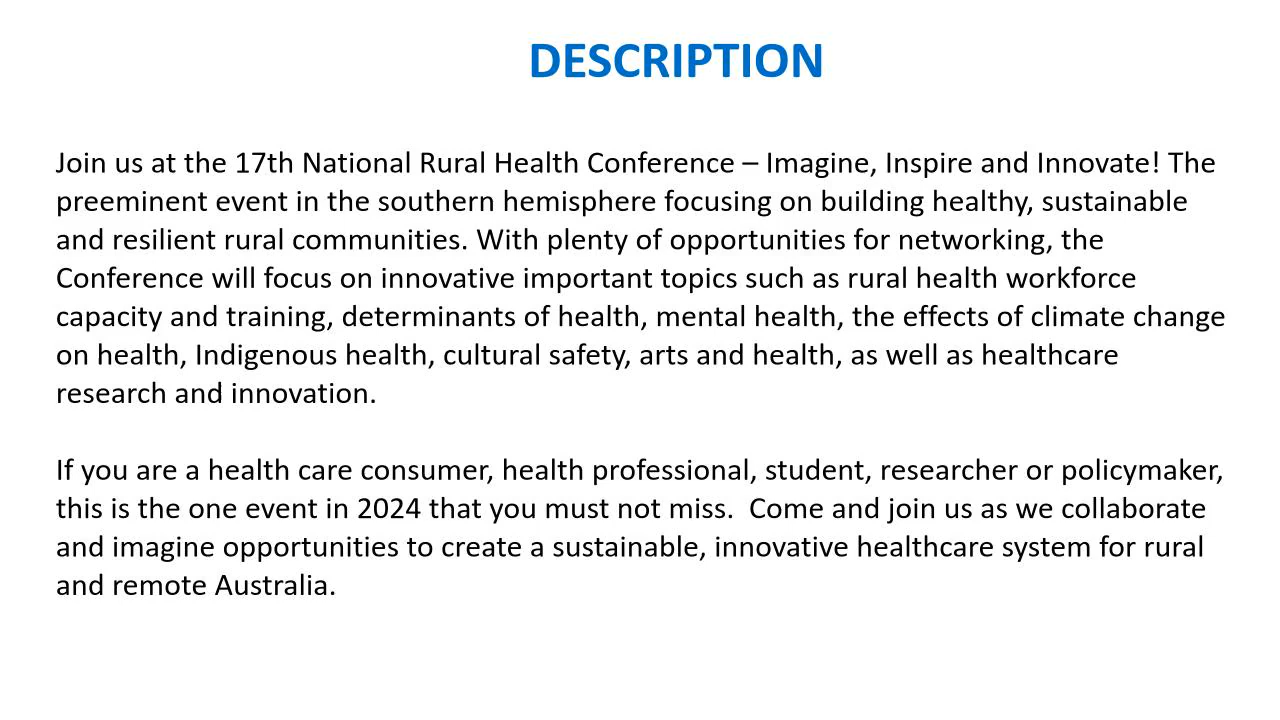 DESCRIPTION
Join us at the 17th National Rural Health Conference – Imagine, Inspire and Innovate! The
preeminent event in the southern hemisphere focusing on building healthy, sustainable
and resilient rural communities. With plenty of opportunities for networking, the
Conference will focus on innovative important topics such as rural health workforce
capacity and training, determinants of health, mental health, the effects of climate change
on health, Indigenous health, cultural safety, arts and health, as well as healthcare
research and innovation.
If you are a health care consumer, health professional, student, researcher or policymaker,
this is the one event in 2024 that you must not miss.  Come and join us as we collaborate
and imagine opportunities to create a sustainable, innovative healthcare system for rural
and remote Australia.